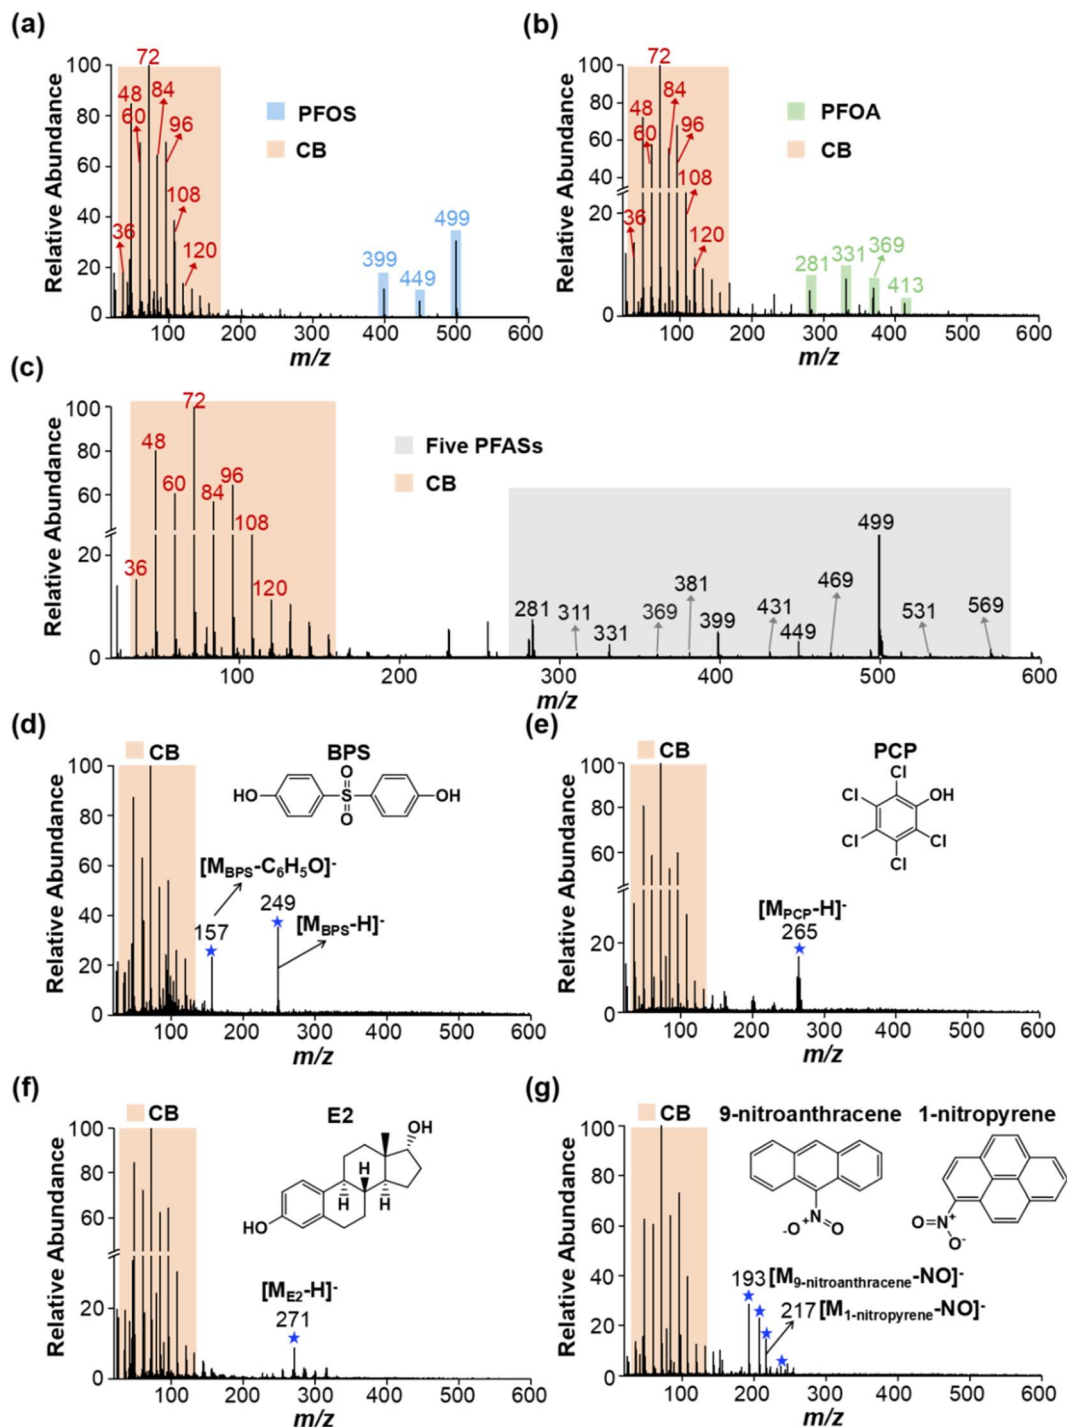 (a)
Relative Abundance
100
80
60
40
20
0
72
48
84
60
96
108
36
120
PFOS
CB
399
449
499
100
200
300
400
500
600
m/z
(b)
Relative Abundance
100
80
60
40
20
0
72
48
84
60
96
108
36
120
PFOA
CB
281
331
369
413
100
200
300
400
500
600
m/z
(c)
Relative Abundance
100
80
60
20
0
72
48
60
84
96
108
36
120
Five PFASs
CB
281
311
331
369
381
399
431
449
469
499
531
569
100
200
300
400
500
600
m/z
(d)
CB
BPS
Relative Abundance
100
80
60
40
20
0
HO
O
S
O
OH
[M_BPS-C₆H₅O]⁻
157
249
[M_BPS-H]⁻
100
200
300
400
500
600
m/z
(e)
CB
PCP
Relative Abundance
100
80
60
20
0
Cl
Cl
OH
Cl
Cl
Cl
[M_PCP-H]⁻
265
100
200
300
400
500
600
m/z
(f)
CB
E2
Relative Abundance
100
80
60
20
0
OH
H
H
H
HO
[M_E2-H]⁻
271
100
200
300
400
500
600
m/z
(g)
CB
9-nitroanthracene
1-nitropyrene
Relative Abundance
100
80
60
40
20
0
-O
N+
O
O
N+
O-
193 [M_9-nitroanthracene-NO]⁻
217 [M_1-nitropyrene-NO]⁻
100
200
300
400
500
600
m/z